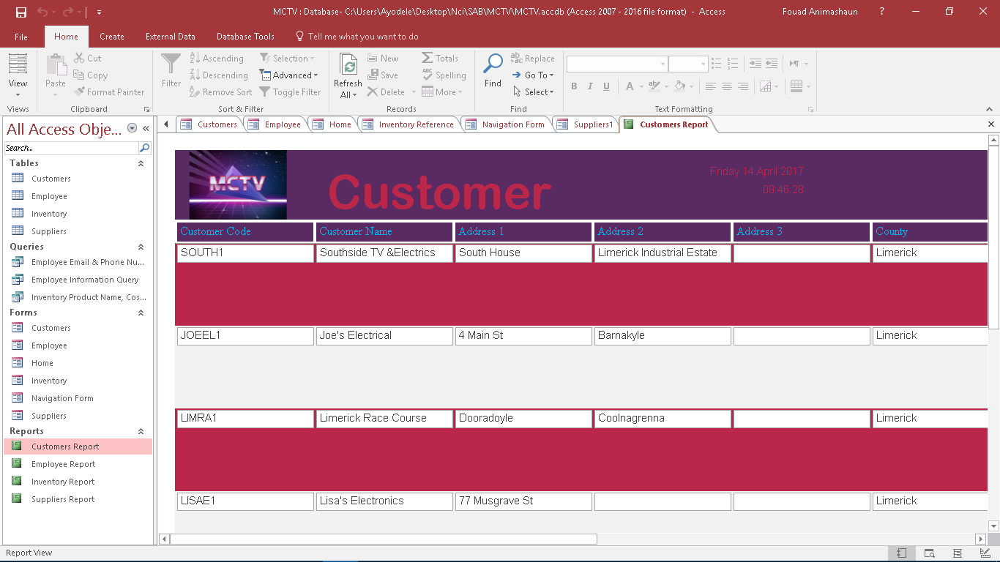 MCTV : Database- C:\Users\Ayodele\Desktop\Nci\SAB\MCTV\MCTV.accdb (Access 2007 - 2016 file format) - Access Fouad Animashaun ?
File Home Create External Data Database Tools Tell me what you want to do
View
Views
Paste
Cut
Copy
Format Painter
Clipboard
Filter
Ascending
Descending
Remove Sort
Selection
Advanced
Toggle Filter
Sort & Filter
Refresh
All
New
Save
Delete
Totals
Spelling
More
Records
Find
Replace
Go To
Select
Find
B I U A
Text Formatting
All Access Obje...
Search...
Tables
Customers
Employee
Inventory
Suppliers
Queries
Employee Email & Phone Nu...
Employee Information Query
Inventory Product Name, Cos...
Forms
Customers
Employee
Home
Inventory
Navigation Form
Suppliers
Reports
Customers Report
Employee Report
Inventory Report
Suppliers Report
Customers Employee Home Inventory Reference Navigation Form Suppliers1 Customers Report
MCTV
Customer
Friday 14 April 2017
09:46:28
Customer Code Customer Name Address 1 Address 2 Address 3 County
SOUTH1 Southside TV &Electrics South House Limerick Industrial Estate Limerick
JOEEL1 Joe's Electrical 4 Main St Barnakyle Limerick
LIMRA1 Limerick Race Course Dooradoyle Coolnagrenna Limerick
LISAE1 Lisa's Electronics 77 Musgrave St Limerick
Report View